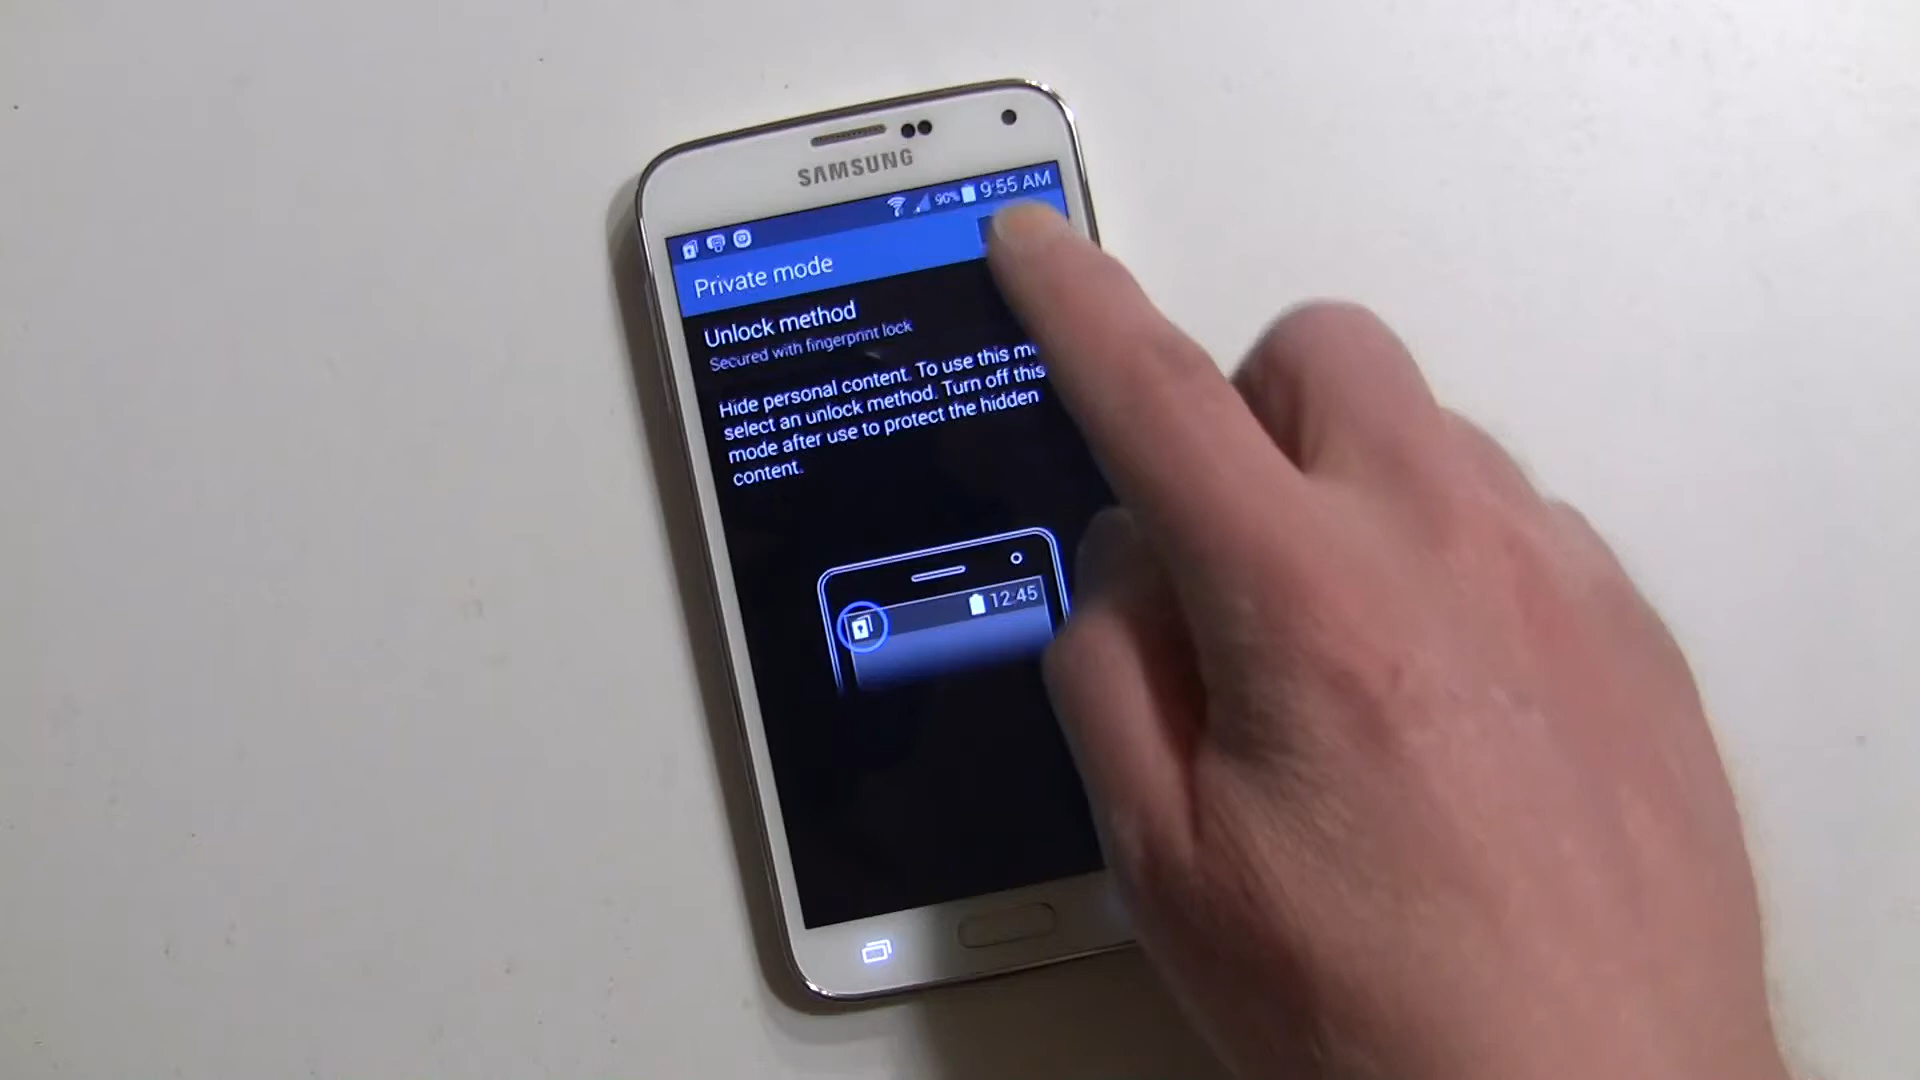 SAMSUNG
90% 9:55 AM
Private mode
Unlock method
Secured with fingerprint lock
Hide personal content. To use this
select an unlock method. Turn off this
mode after use to protect the hidden
content.
12:45